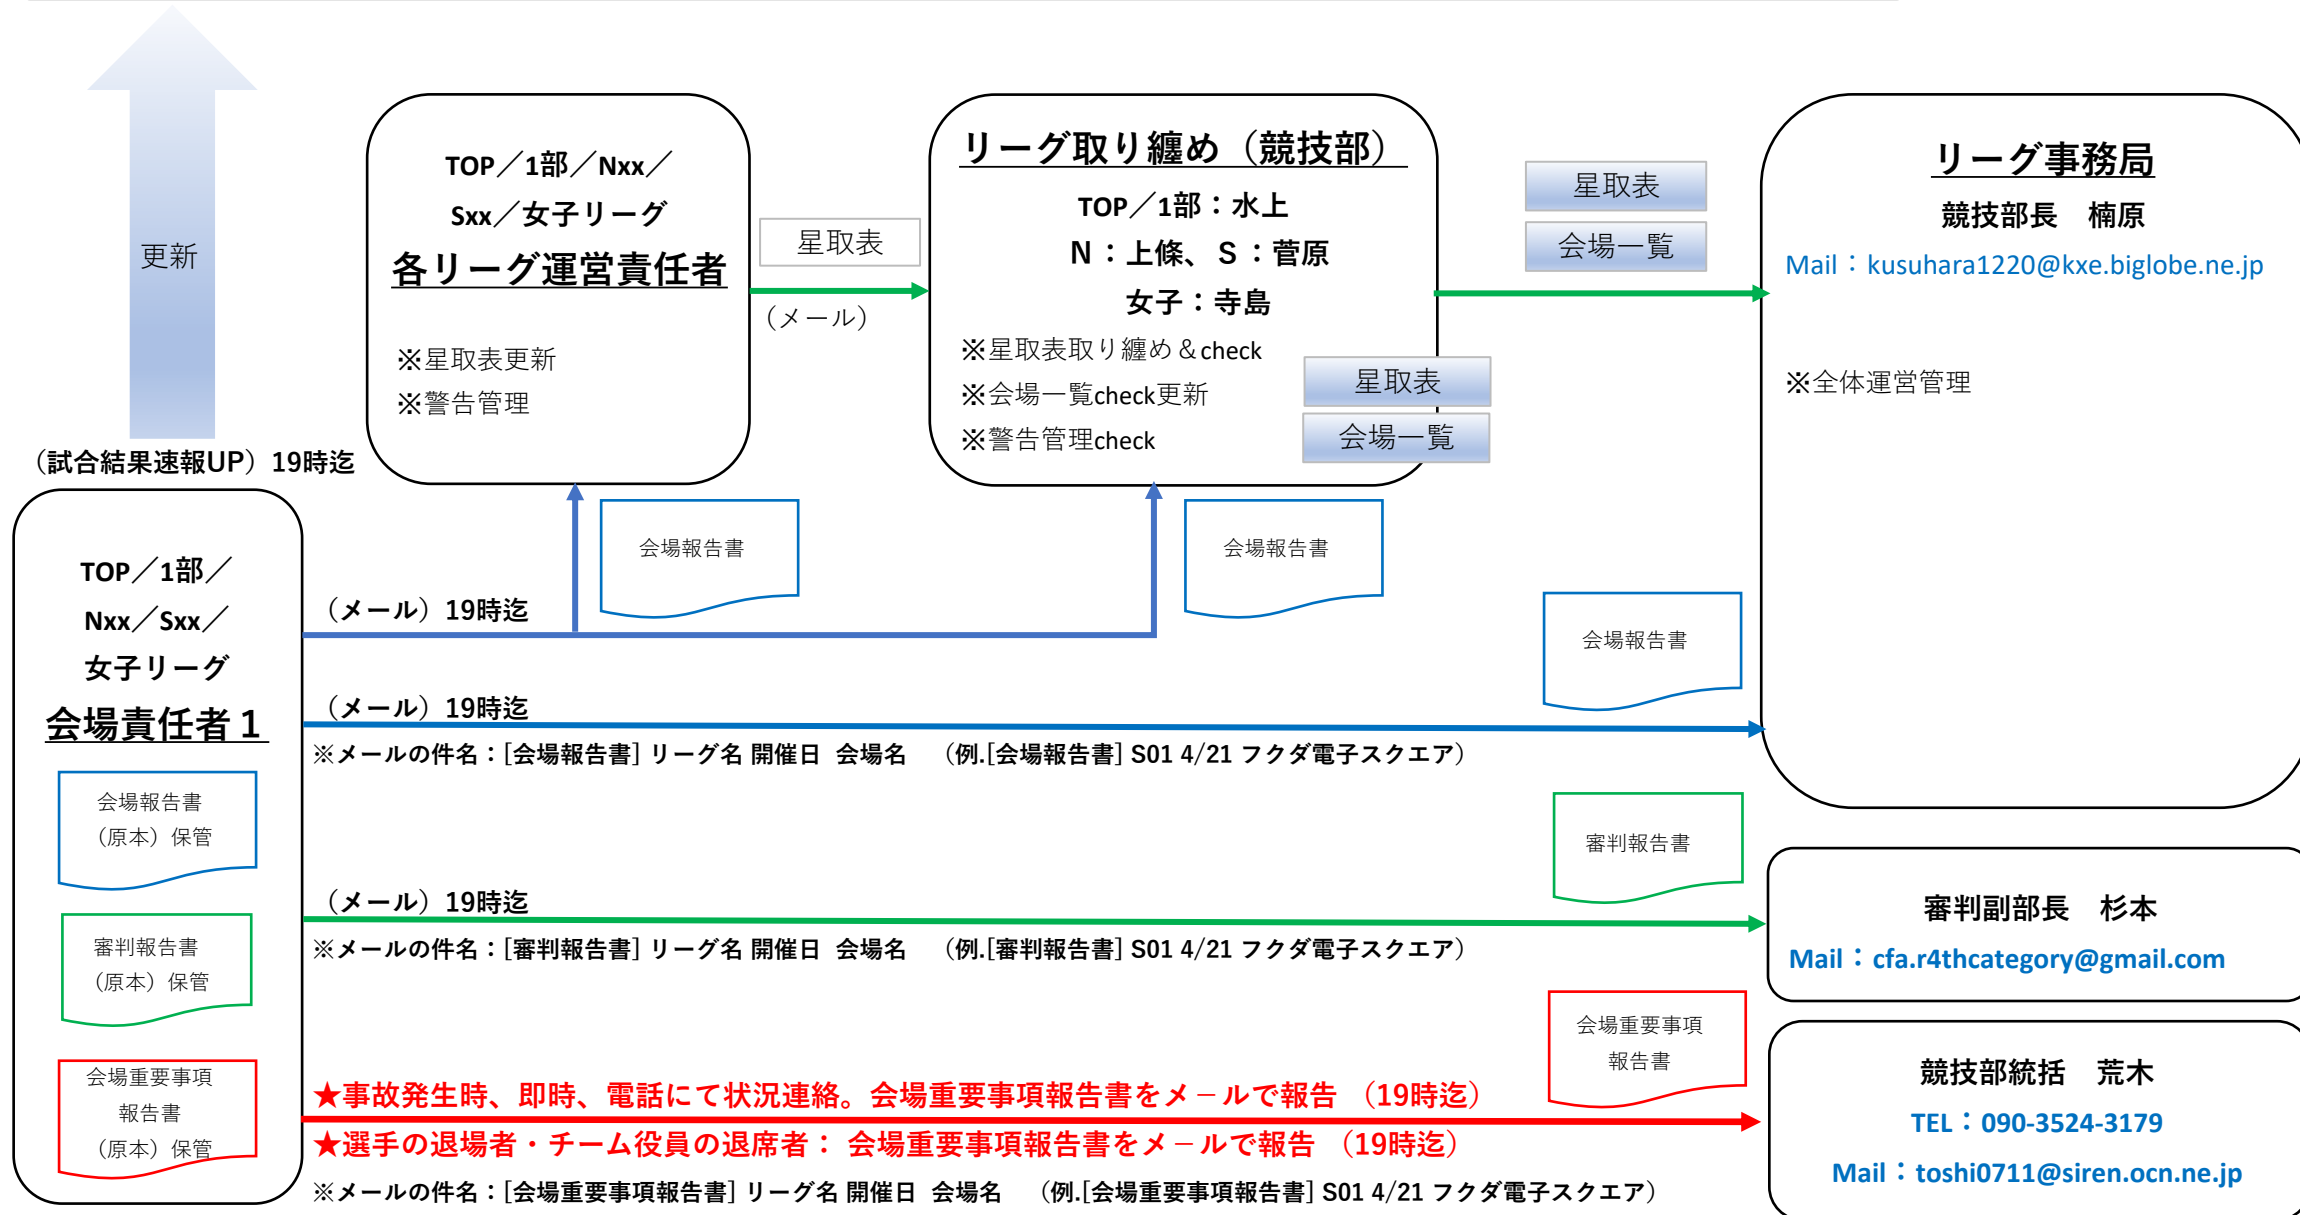 更新
（試合結果速報UP）19時迄
TOP／1部／Nxx／
Sxx／女子リーグ
各リーグ運営責任者
※星取表更新
※警告管理
星取表
（メール）
リーグ取り纏め（競技部）
TOP／1部：水上
N：上條、S：菅原
女子：寺島
※星取表取り纏め＆check
※会場一覧check更新
※警告管理check
星取表
会場一覧
星取表
会場一覧
リーグ事務局
競技部長　楠原
Mail：kusuhara1220@kxe.biglobe.ne.jp
※全体運営管理
TOP／1部／
Nxx／Sxx／
女子リーグ
会場責任者１
会場報告書
（原本）保管
審判報告書
（原本）保管
会場重要事項
報告書
（原本）保管
会場報告書
会場報告書
（メール）19時迄
会場報告書
（メール）19時迄
※メールの件名：[会場報告書] リーグ名 開催日 会場名　（例.[会場報告書] S01 4/21 フクダ電子スクエア）
審判報告書
（メール）19時迄
※メールの件名：[審判報告書] リーグ名 開催日 会場名　（例.[審判報告書] S01 4/21 フクダ電子スクエア）
審判副部長　杉本
Mail：cfa.r4thcategory@gmail.com
会場重要事項
報告書
★事故発生時、即時、電話にて状況連絡。会場重要事項報告書をメールで報告 （19時迄）
★選手の退場者・チーム役員の退席者： 会場重要事項報告書をメールで報告 （19時迄）
※メールの件名：[会場重要事項報告書] リーグ名 開催日 会場名　（例.[会場重要事項報告書] S01 4/21 フクダ電子スクエア）
競技部統括　荒木
TEL：090-3524-3179
Mail：toshi0711@siren.ocn.ne.jp